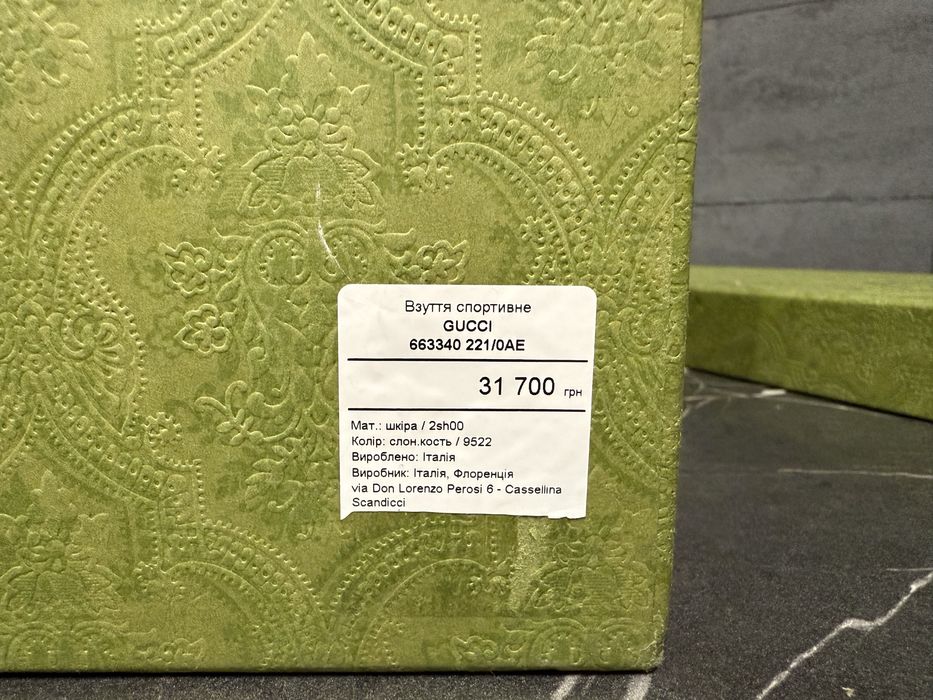 Взуття спортивне
GUCCI
663340 221/0AE
31 700 грн
Мат.: шкіра / 2sh00
Колір: слон.кость / 9522
Вироблено: Італія
Виробник: Італія, Флоренція
via Don Lorenzo Perosi 6 - Cassellina
Scandicci